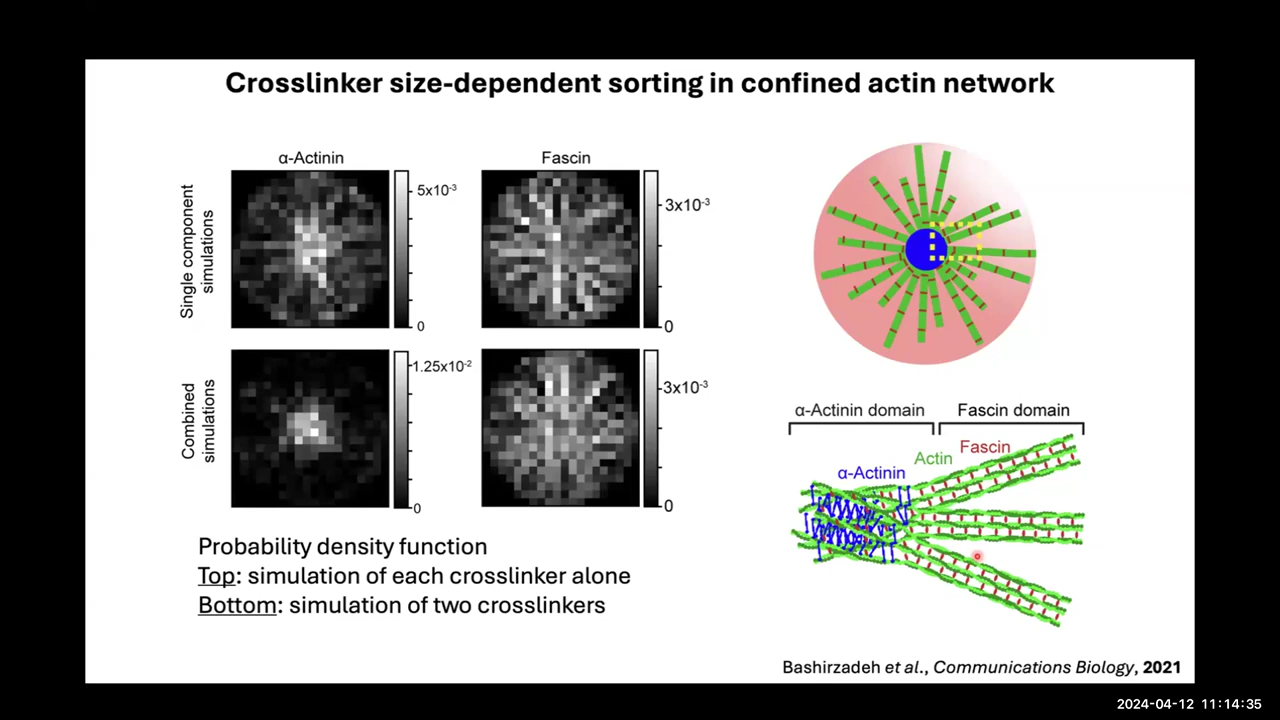 Crosslinker size-dependent sorting in confined actin network
α-Actinin
Fascin
Single component
simulations
5x10⁻³
0
3x10⁻³
0
Combined
simulations
1.25x10⁻²
0
3x10⁻³
0
Probability density function
Top: simulation of each crosslinker alone
Bottom: simulation of two crosslinkers
α-Actinin domain
Fascin domain
α-Actinin
Actin
Fascin
Bashirzadeh et al., Communications Biology, 2021
2024-04-12 11:14:35